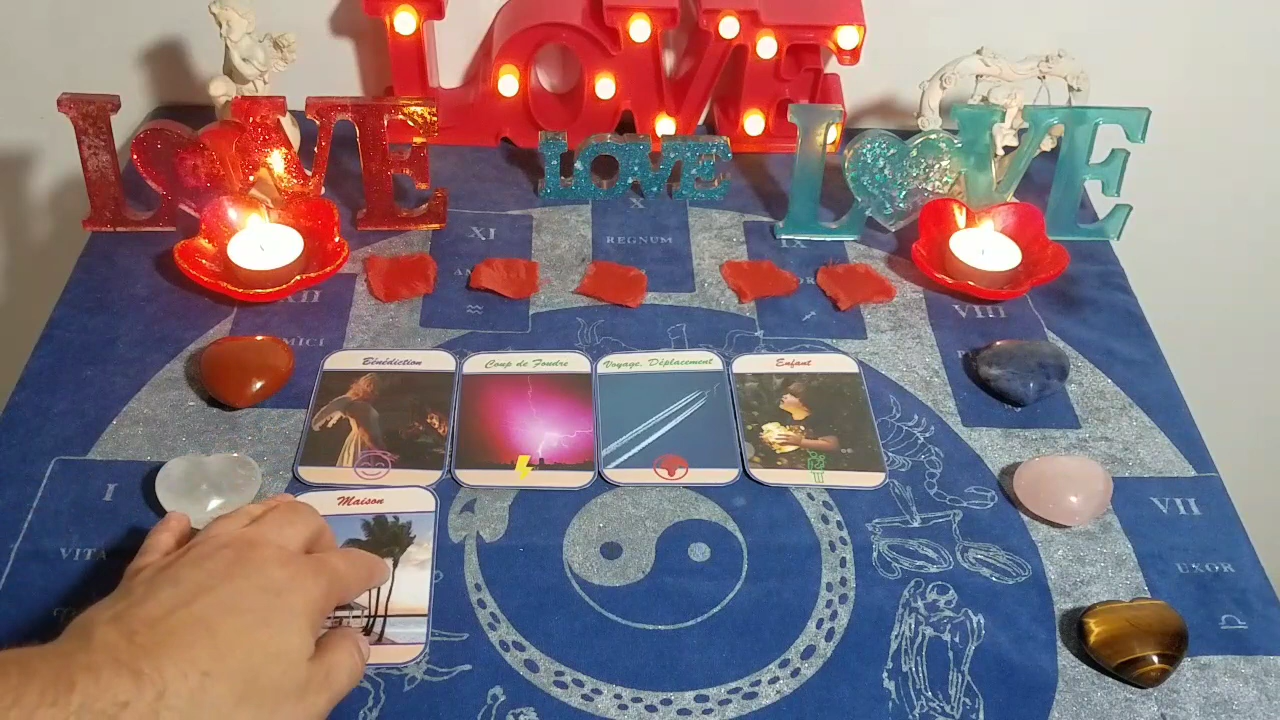 LOVE
LOVE
LOVE
LOVE
XI
X
REGNUM
IX
XII
AMICI
VIII
Bénédiction
Coup de Foudre
Voyage, Déplacement
Enfant
Maison
I
VITA
VII
UXOR